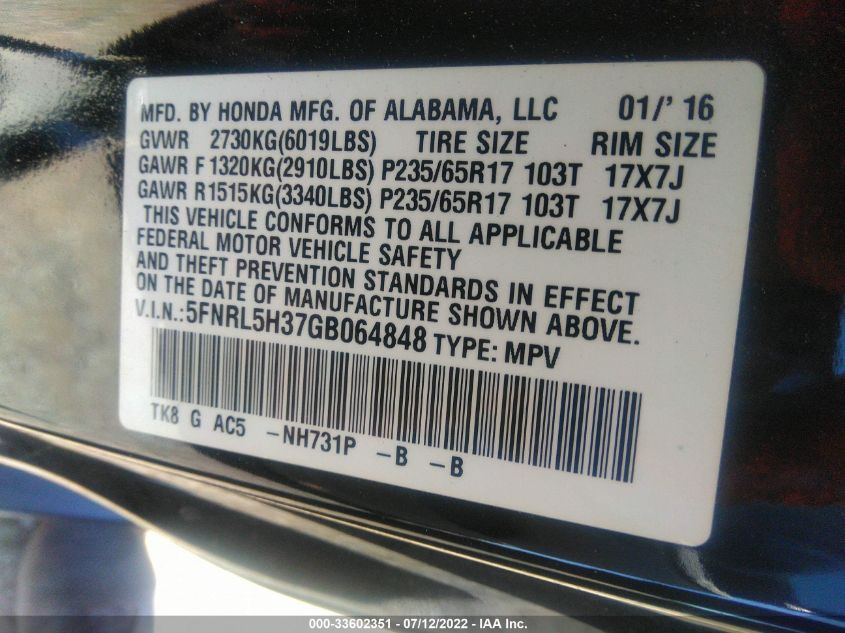 MFD. BY HONDA MFG. OF ALABAMA, LLC 01/' 16
GVWR 2730KG(6019LBS) TIRE SIZE RIM SIZE
GAWR F 1320KG(2910LBS) P235/65R17 103T 17X7J
GAWR R1515KG(3340LBS) P235/65R17 103T 17X7J
THIS VEHICLE CONFORMS TO ALL APPLICABLE
FEDERAL MOTOR VEHICLE SAFETY
AND THEFT PREVENTION STANDARDS IN EFFECT
ON THE DATE OF MANUFACTURE SHOWN ABOVE.
V.I.N.:5FNRL5H37GB064848 TYPE: MPV
TK8 G AC5 -NH731P -B -B
000-33602351 - 07/12/2022 - IAA Inc.